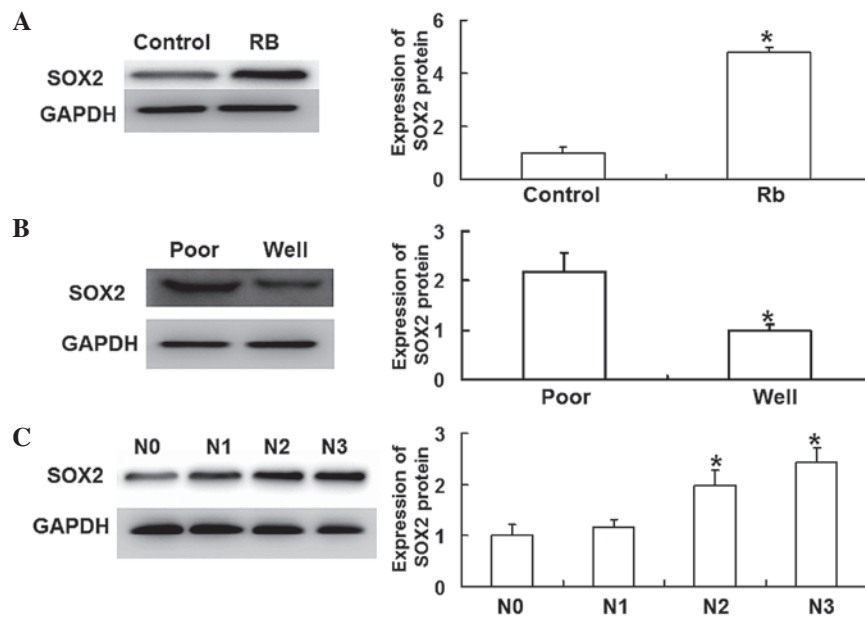 A
Control RB
SOX2
GAPDH
Expression of
SOX2 protein
6
4
2
0
*
Control Rb
B
Poor Well
SOX2
GAPDH
Expression of
SOX2 protein
3
2
1
0
*
Poor Well
C
N0 N1 N2 N3
SOX2
GAPDH
Expression of
SOX2 protein
3
2
1
0
* *
N0 N1 N2 N3